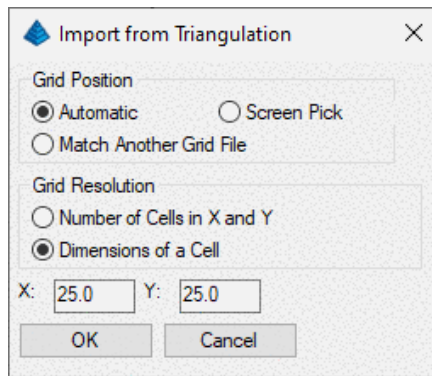 Import from Triangulation
Grid Position
Automatic Screen Pick
Match Another Grid File
Grid Resolution
Number of Cells in X and Y
Dimensions of a Cell
X: 25.0 Y: 25.0
OK Cancel